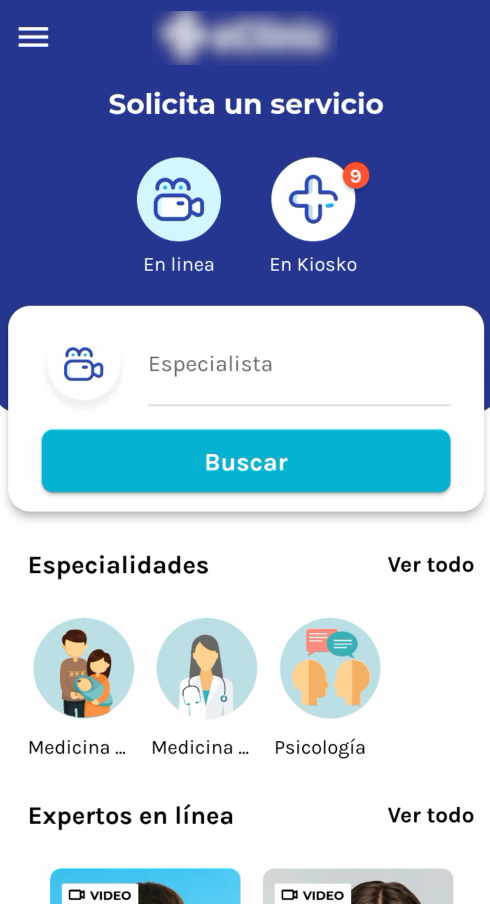 Solicita un servicio
9
En linea
En Kiosko
Especialista
Buscar
Especialidades
Ver todo
Medicina ...
Medicina ...
Psicología
Expertos en línea
Ver todo
VIDEO
VIDEO